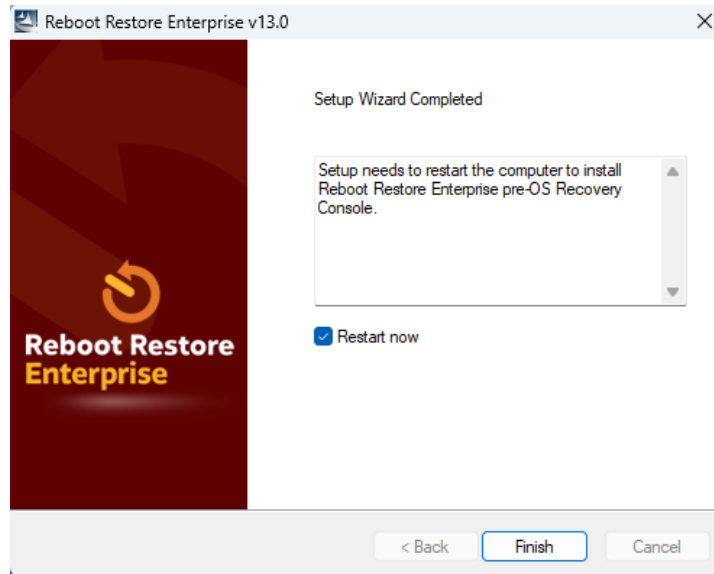 Reboot Restore Enterprise v13.0
Setup Wizard Completed
Setup needs to restart the computer to install
Reboot Restore Enterprise pre-OS Recovery
Console.
Restart now
Reboot Restore
Enterprise
< Back
Finish
Cancel